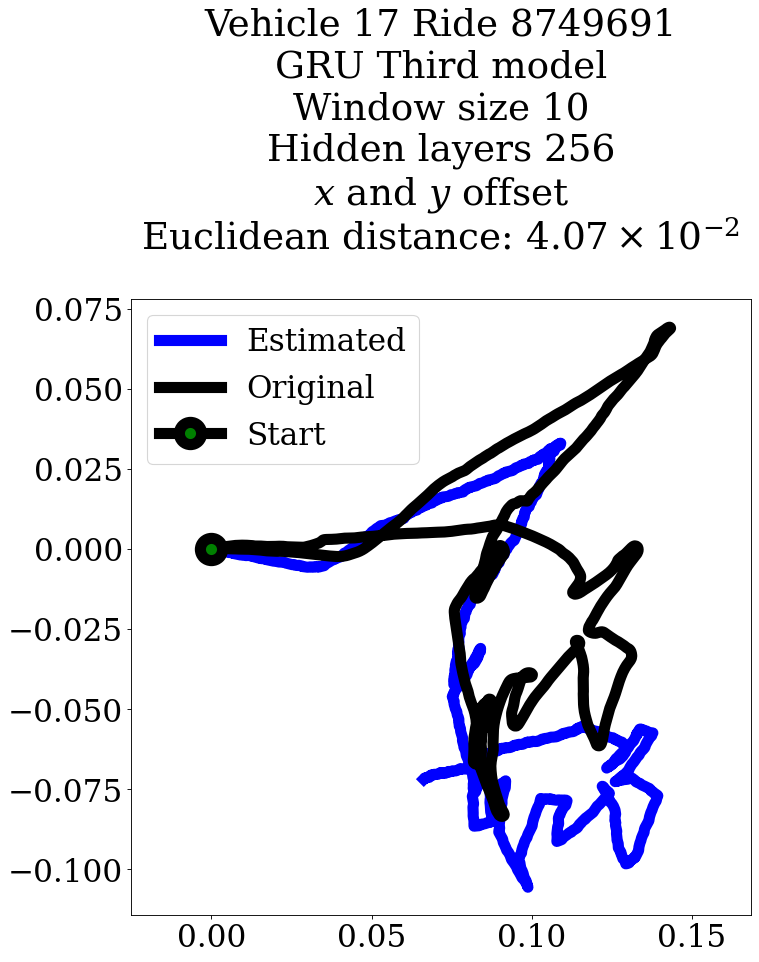 Vehicle 17 Ride 8749691
GRU Third model
Window size 10
Hidden layers 256
x and y offset
Euclidean distance: 4.07 × 10⁻²
0.075
0.050
0.025
0.000
−0.025
−0.050
−0.075
−0.100
Estimated
Original
Start
0.00 0.05 0.10 0.15